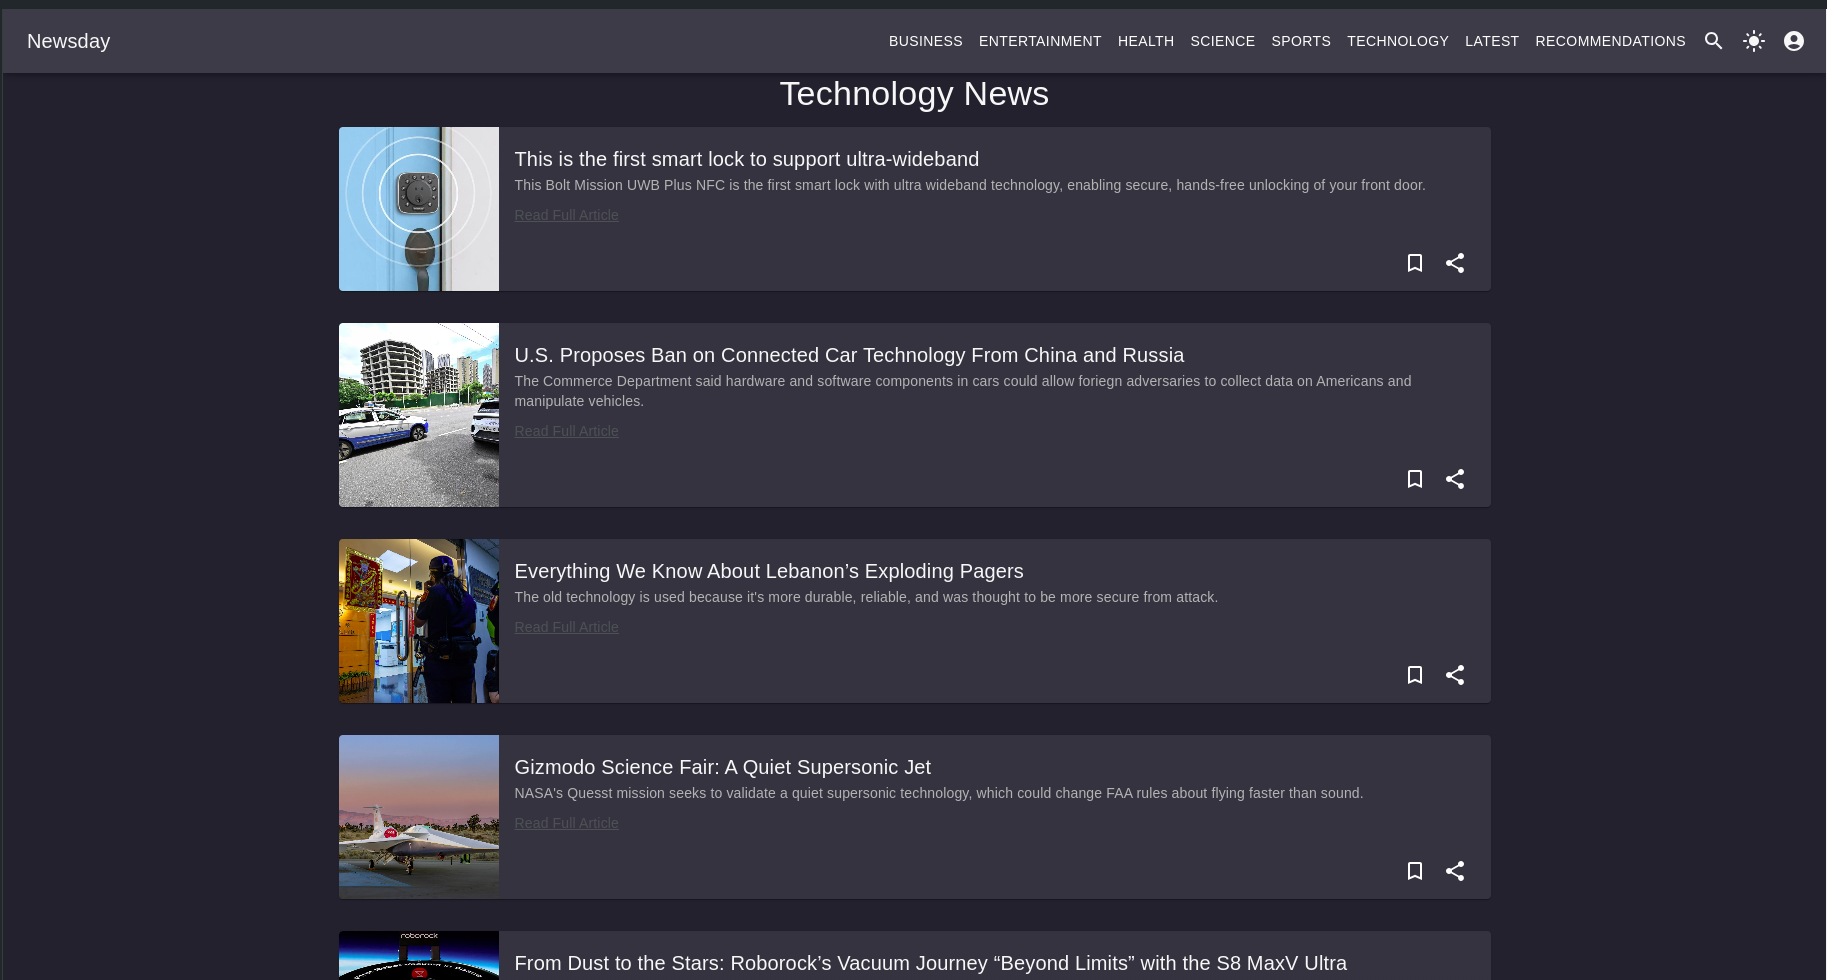 Newsday
BUSINESS ENTERTAINMENT HEALTH SCIENCE SPORTS TECHNOLOGY LATEST RECOMMENDATIONS
Technology News
This is the first smart lock to support ultra-wideband
This Bolt Mission UWB Plus NFC is the first smart lock with ultra wideband technology, enabling secure, hands-free unlocking of your front door.
Read Full Article
U.S. Proposes Ban on Connected Car Technology From China and Russia
The Commerce Department said hardware and software components in cars could allow foriegn adversaries to collect data on Americans and
manipulate vehicles.
Read Full Article
Everything We Know About Lebanon’s Exploding Pagers
The old technology is used because it's more durable, reliable, and was thought to be more secure from attack.
Read Full Article
Gizmodo Science Fair: A Quiet Supersonic Jet
NASA's Quesst mission seeks to validate a quiet supersonic technology, which could change FAA rules about flying faster than sound.
Read Full Article
roborock
From Dust to the Stars: Roborock’s Vacuum Journey “Beyond Limits” with the S8 MaxV Ultra